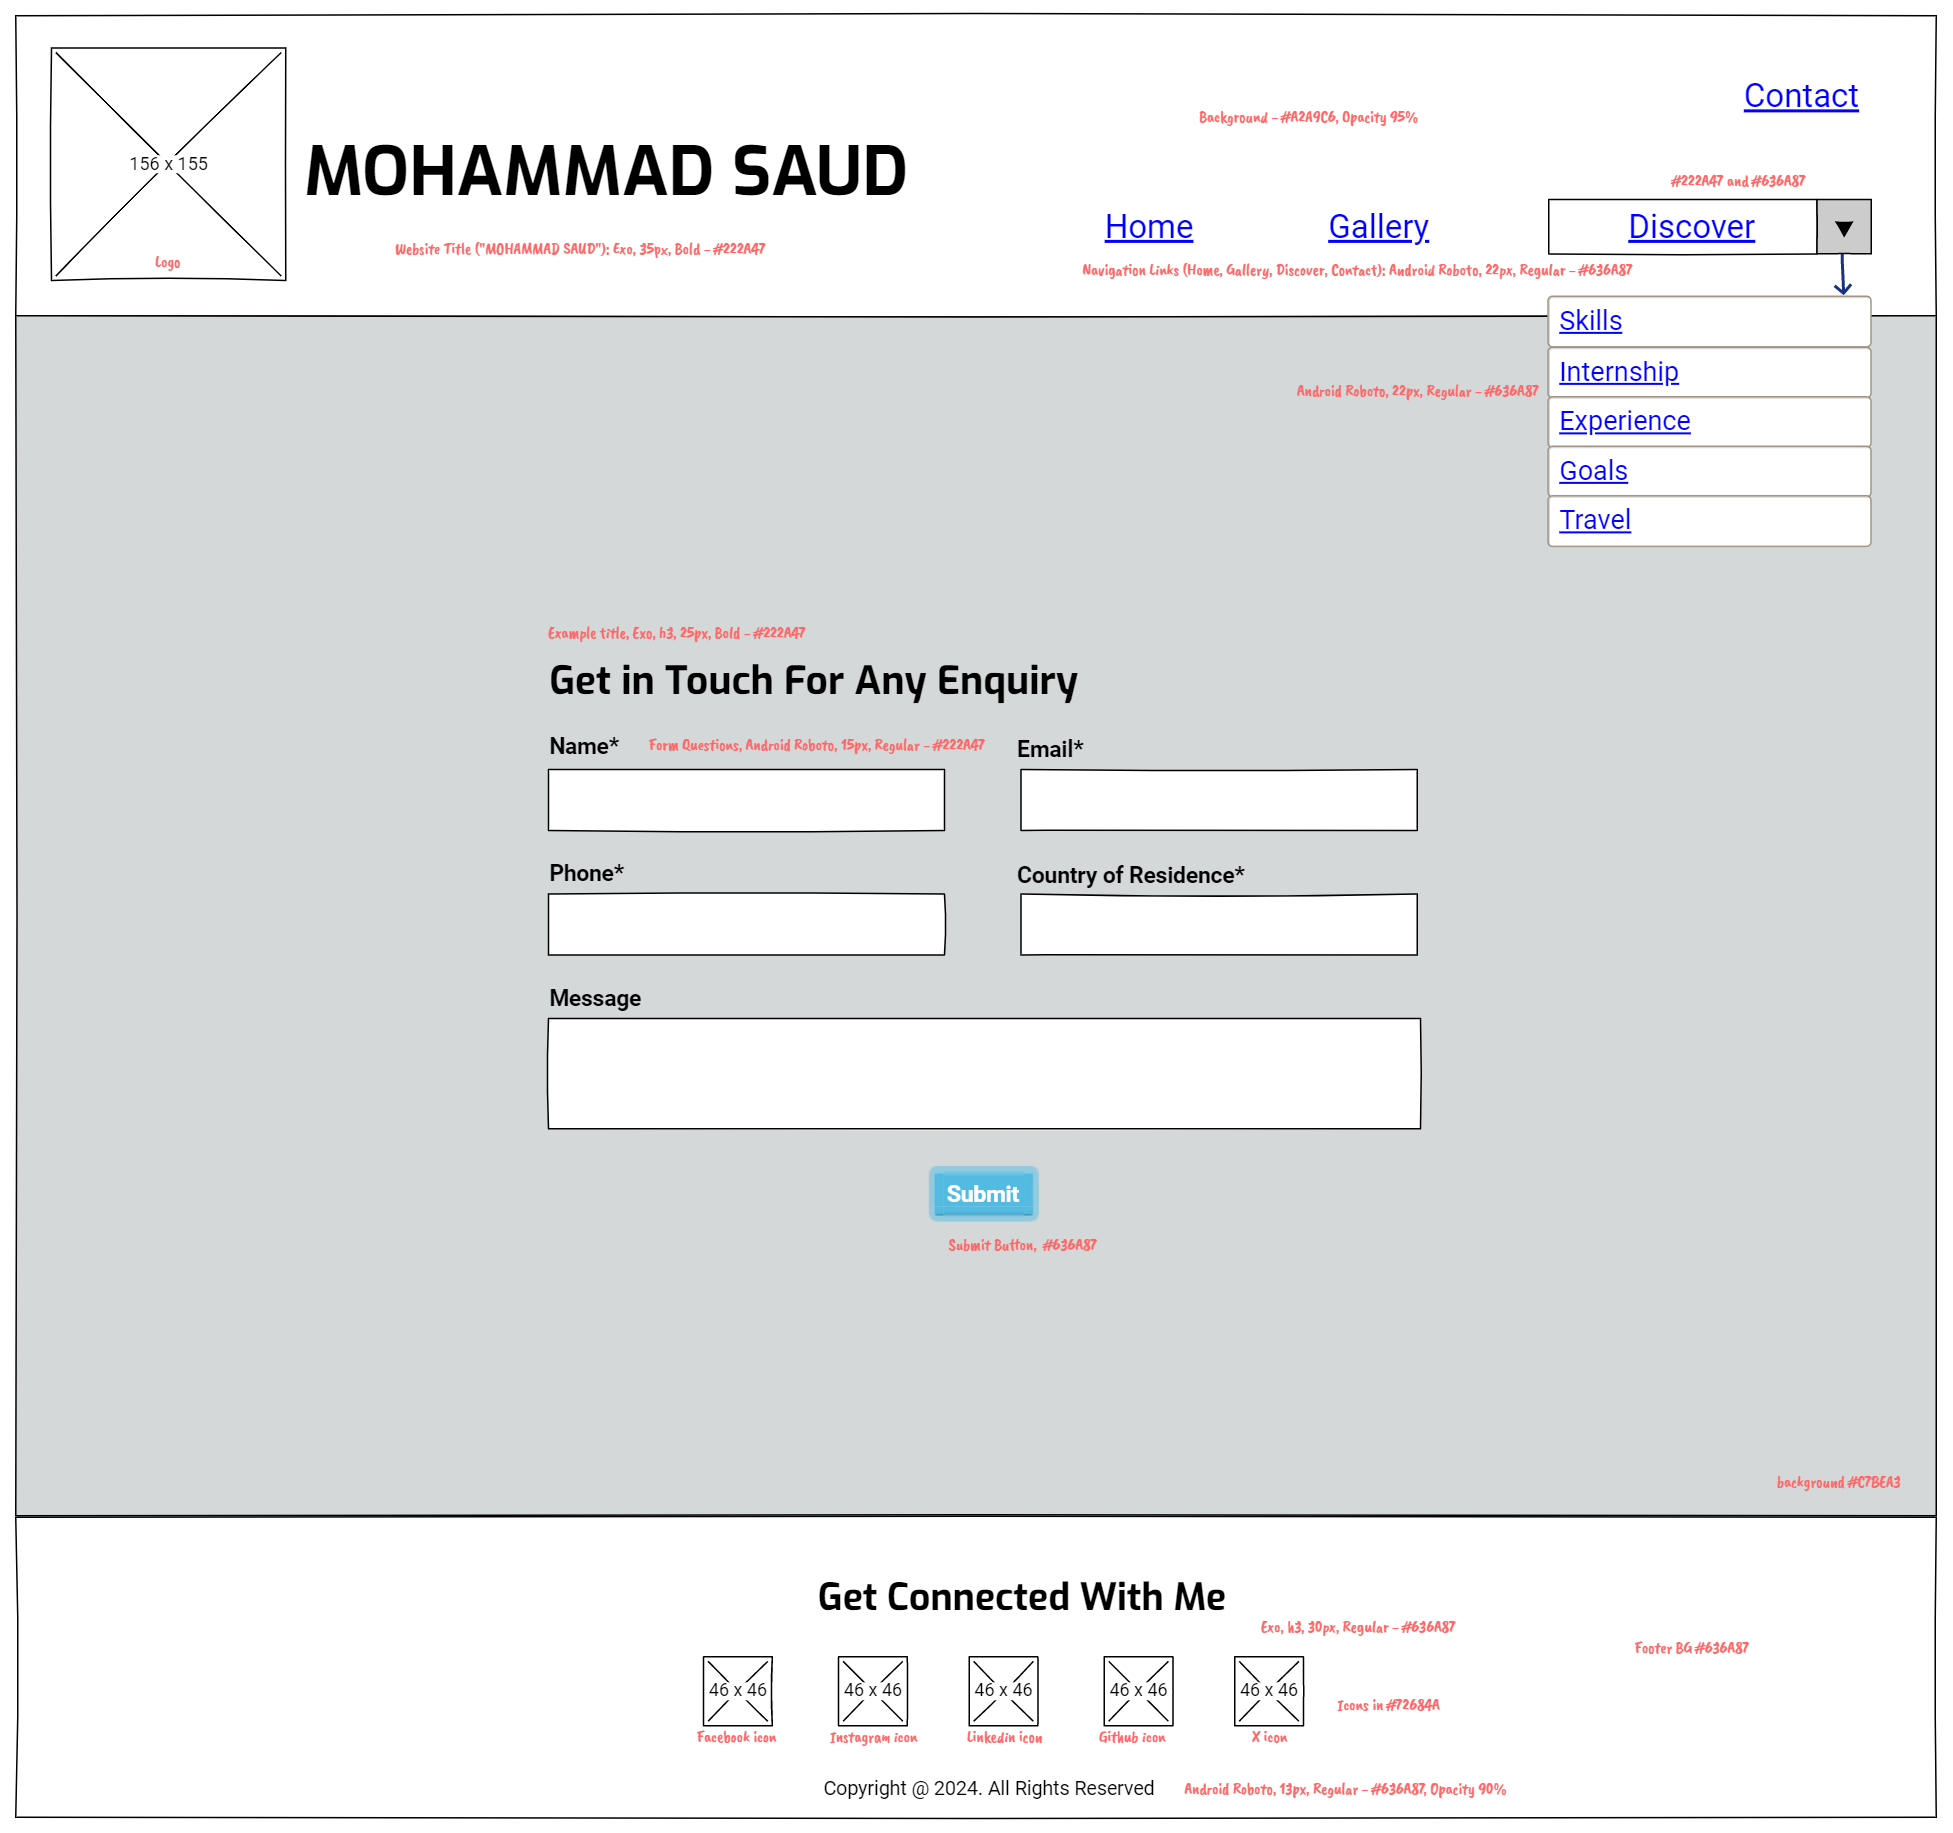 Contact
Background - #A2A9C6, Opacity 95%
156 x 155
MOHAMMAD SAUD
#222A47 and #636A87
Home
Gallery
Discover
Logo
Website Title ("MOHAMMAD SAUD"): Exo, 35px, Bold - #222A47
Navigation Links (Home, Gallery, Discover, Contact): Android Roboto, 22px, Regular - #636A87
Skills
Internship
Android Roboto, 22px, Regular - #636A87
Experience
Goals
Travel
Example title, Exo, h3, 25px, Bold - #222A47
Get in Touch For Any Enquiry
Name*
Form Questions, Android Roboto, 15px, Regular - #222A47
Email*
Phone*
Country of Residence*
Message
Submit
Submit Button, #636A87
background #C7BEA3
Get Connected With Me
Exo, h3, 30px, Regular - #636A87
Footer BG #636A87
46 x 46
46 x 46
46 x 46
46 x 46
46 x 46
Icons in #72684A
Facebook icon
Instagram icon
Linkedin icon
Github icon
X icon
Copyright @ 2024. All Rights Reserved
Android Roboto, 13px, Regular - #636A87, Opacity 90%